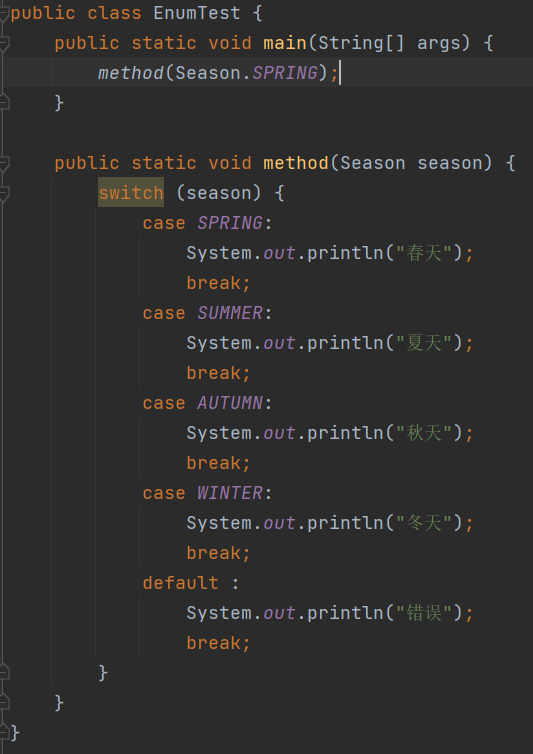 public class EnumTest {
    public static void main(String[] args) {
        method(Season.SPRING);
    }
    public static void method(Season season) {
        switch (season) {
            case SPRING:
                System.out.println("春天");
                break;
            case SUMMER:
                System.out.println("夏天");
                break;
            case AUTUMN:
                System.out.println("秋天");
                break;
            case WINTER:
                System.out.println("冬天");
                break;
            default :
                System.out.println("错误");
                break;
        }
    }
}